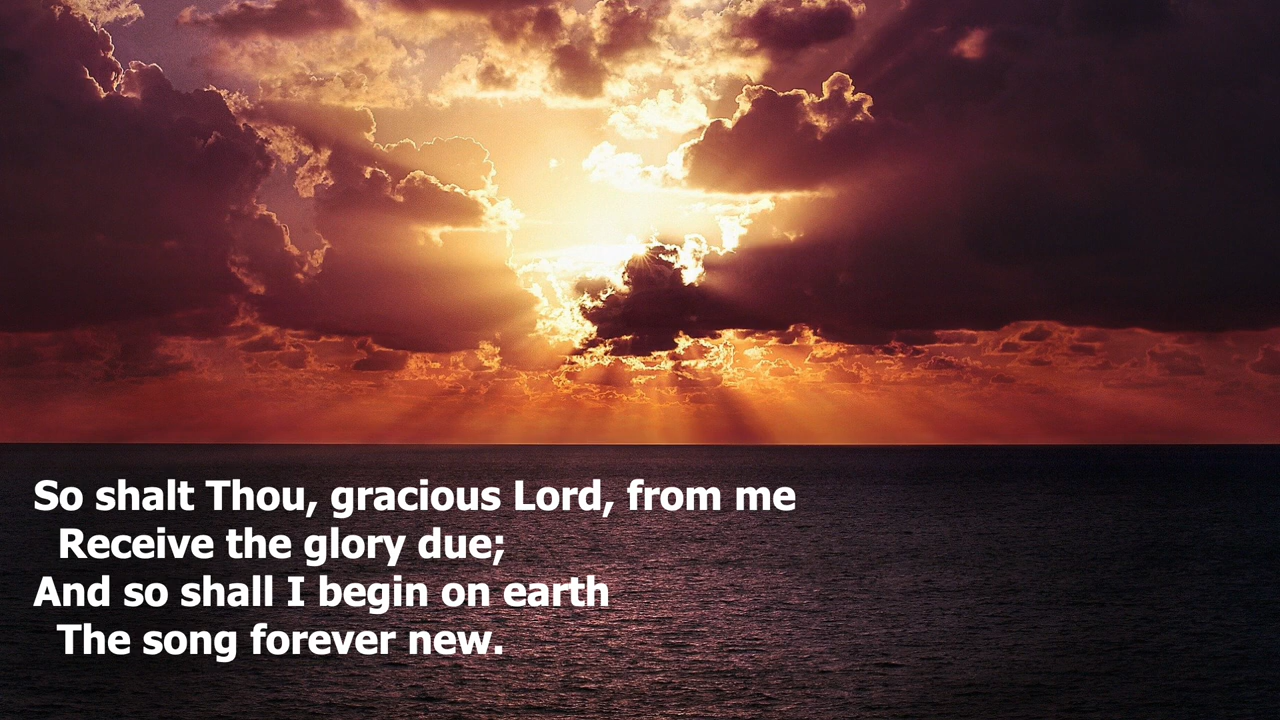 So shalt Thou, gracious Lord, from me
Receive the glory due;
And so shall I begin on earth
The song forever new.